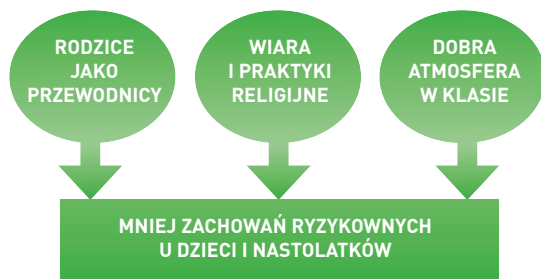 RODZICE
JAKO
PRZEWODNICY
WIARA
I PRAKTYKI
RELIGIJNE
DOBRA
ATMOSFERA
W KLASIE
MNIEJ ZACHOWAŃ RYZYKOWNYCH
U DZIECI I NASTOLATKÓW